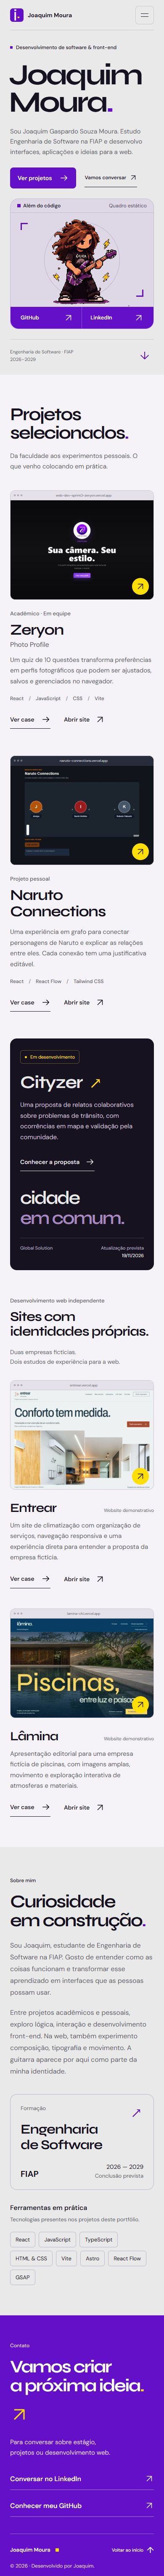 Joaquim Moura
Desenvolvimento de software & front-end
Joaquim
Moura.
Sou Joaquim Gasparido Souza Moura. Estudo
Engenharia de Software na FIAP e desenvolvo
interfaces, aplicações e ideias para a web.
Ver projetos
Vamos conversar
Além do código
Quadro estático
GitHub
LinkedIn
Engenharia de Software · FIAP
2026–2029
Projetos
selecionados.
Da faculdade aos experimentos pessoais. O
que venho colocando em prática.
Sua câmera. Seu
estilo.
Acadêmico · Em equipe
Zeryon
Photo Profile
Um quiz de 10 questões transforma preferências
em perfis fotográficos que podem ser ajustados,
salvos e gerenciados no navegador.
React / JavaScript / CSS / Vite
Ver case
Abrir site
Naruto Connections
Projeto pessoal
Naruto
Connections
Uma experiência em grafo para conectar
personagens de Naruto e explicar as relações
entre eles. Cada conexão tem uma justificativa
editável.
React / React Flow / Tailwind CSS
Ver case
Abrir site
Em desenvolvimento
Cityzer
Uma proposta de relatos colaborativos
sobre problemas de trânsito, com
ocorrências em mapa e validação pela
comunidade.
Conhecer a proposta
cidade
em comum.
Global Solution
Atualização prevista
19/11/2026
Desenvolvimento web independente
Sites com
identidades próprias.
Duas empresas fictícias.
Dois estudos de experiência para a web.
Conforto tem medida.
Entrear
Website demonstrativo
Um site de climatização com organização de
serviços, navegação responsiva e uma
experiência direta para entender a proposta da
empresa fictícia.
Ver case
Abrir site
lâmina
Piscinas,
entre luz e paisagem
Lâmina
Website demonstrativo
Apresentação editorial para uma empresa
fictícia de piscinas, com imagens amplas,
movimento e conteúdo organizado a interesse de
atmosferas e materiais.
Ver case
Abrir site
Sobre mim
Curiosidade
em construção.
Sou Joaquim, estudante de Engenharia de
Software na FIAP. Gosto de entender como as
coisas funcionam e transformar esse
aprendizado em interfaces que as pessoas
possam usar.
Entre projetos acadêmicos e pessoais,
exploro lógica, interação e desenvolvimento
front-end. Na web, também experimento
composição, tipografia e movimento. A
guitarra aparece por aqui como parte da
minha identidade.
Formação
Engenharia
de Software
FIAP
2026 — 2029
Conclusão prevista
Ferramentas em prática
Tecnologias presentes nos projetos deste portfólio.
React
JavaScript
TypeScript
HTML & CSS
Vite
Astro
React Flow
GSAP
Contato
Vamos criar
a próxima ideia.
Para conversar sobre estágio,
projetos ou desenvolvimento web.
Conversar no LinkedIn
Conhecer meu GitHub
Joaquim Moura
Voltar ao início
© 2026 · Desenvolvido por Joaquim.